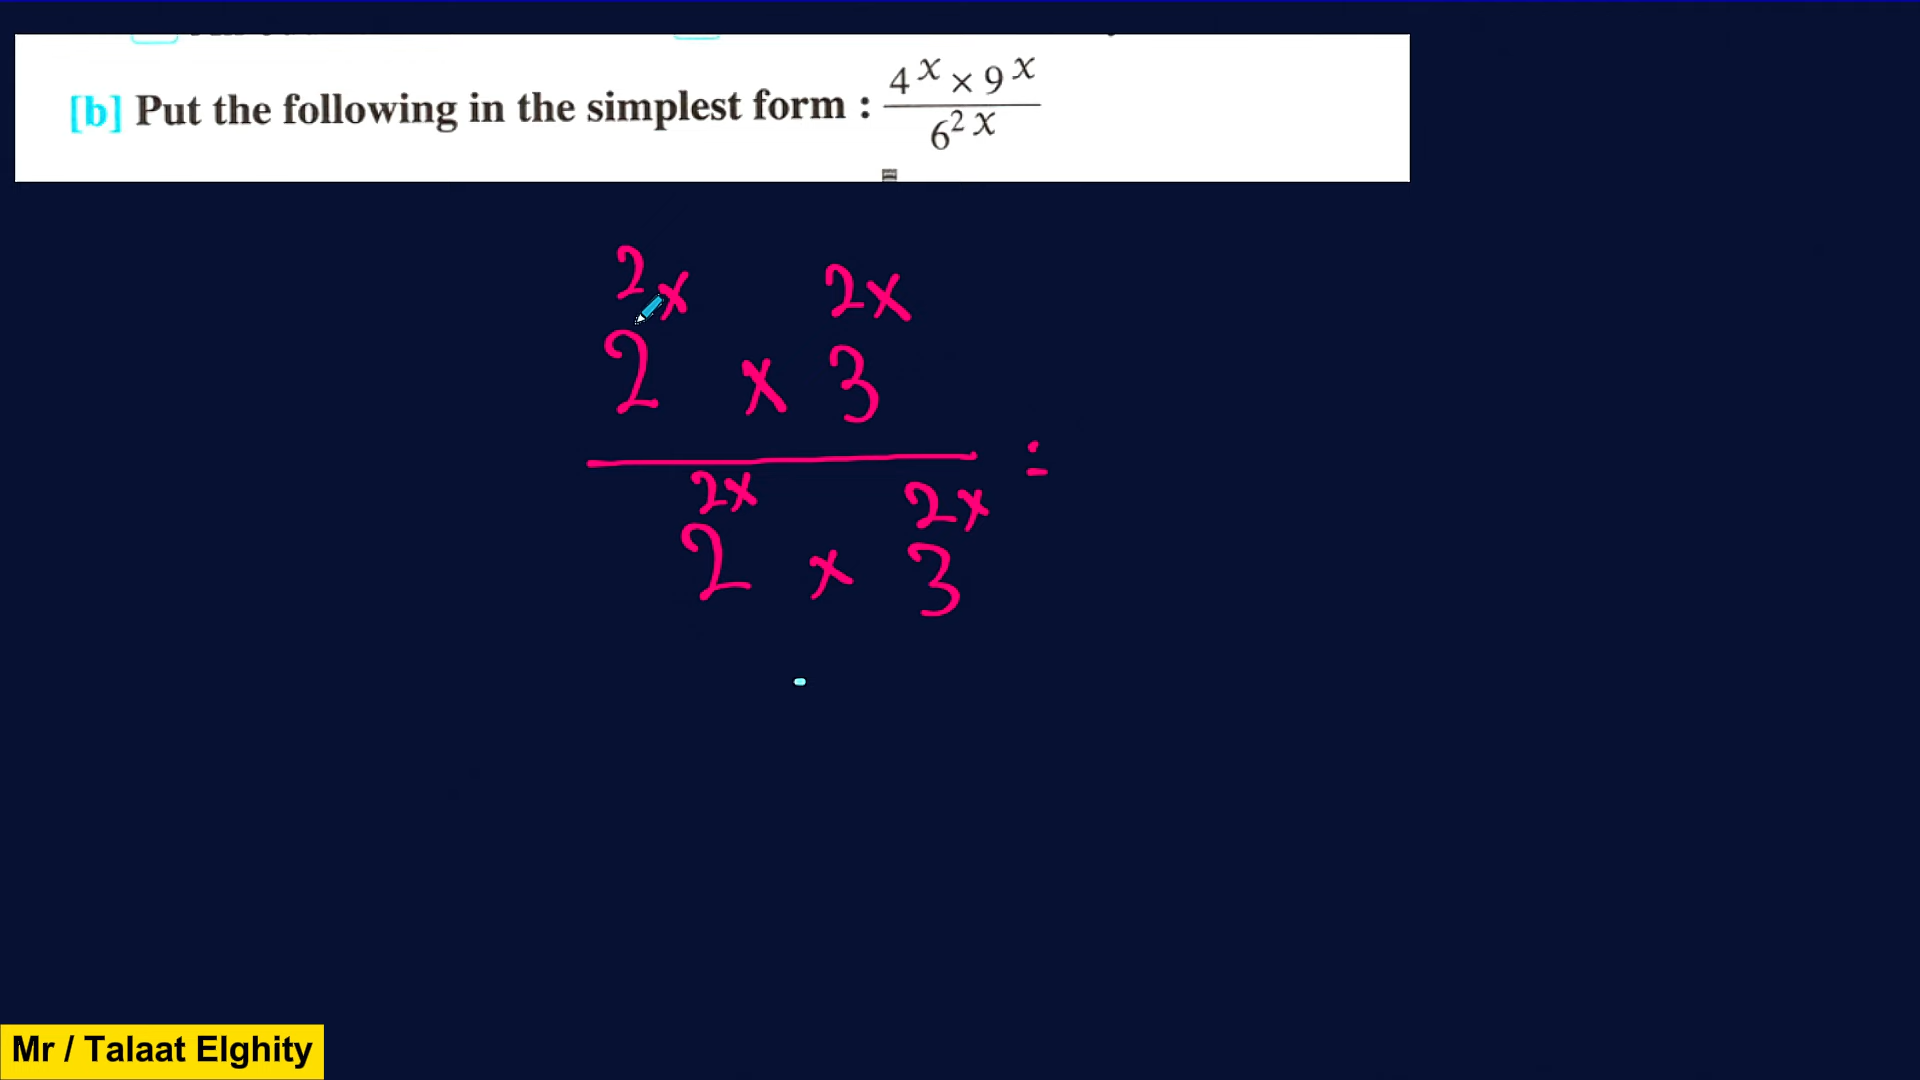 [b] Put the following in the simplest form : 4^x × 9^x / 6^2x
2^2x × 3^2x
=
2^2x × 3^2x
Mr / Talaat Elghity